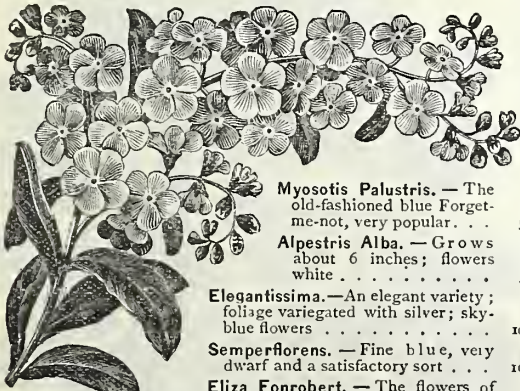 Myosotis Palustris. — The
old-fashioned blue Forget-
me-not, very popular. . .
Alpestris Alba. — Grows
about 6 inches; flowers
white . . . . . . . . . .
Elegantissima.—An elegant variety;
foliage variegated with silver; sky-
blue flowers . . . . . . . . . . .
Semperflorens. — Fine blue, very
dwarf and a satisfactory sort . . .
Eliza Fonrobert. — The flowers of